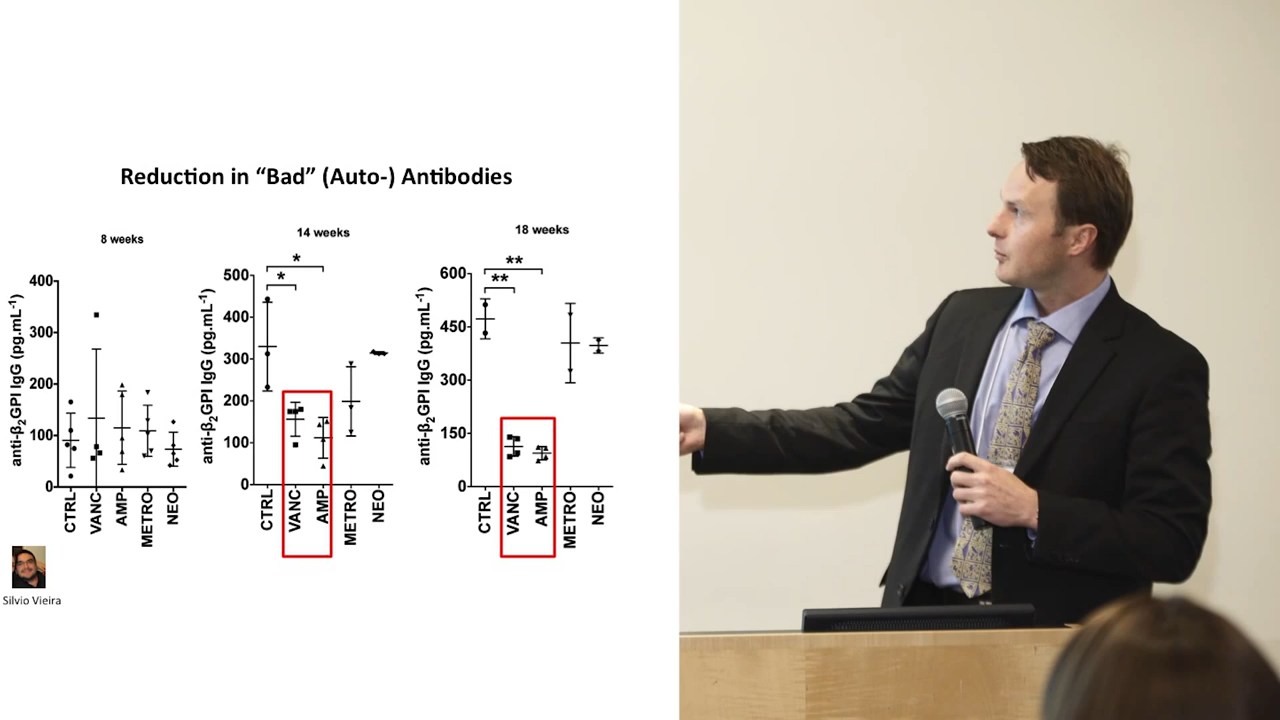 Reduction in “Bad” (Auto-) Antibodies
8 weeks
anti-β₂GPI IgG (pg.mL⁻¹)
400
300
200
100
0
CTRL
VANC
AMP
METRO
NEO
14 weeks
anti-β₂GPI IgG (pg.mL⁻¹)
500
400
300
200
100
0
*
*
CTRL
VANC
AMP
METRO
NEO
18 weeks
anti-β₂GPI IgG (pg.mL⁻¹)
600
450
300
150
0
**
**
CTRL
VANC
AMP
METRO
NEO
Silvio Vieira